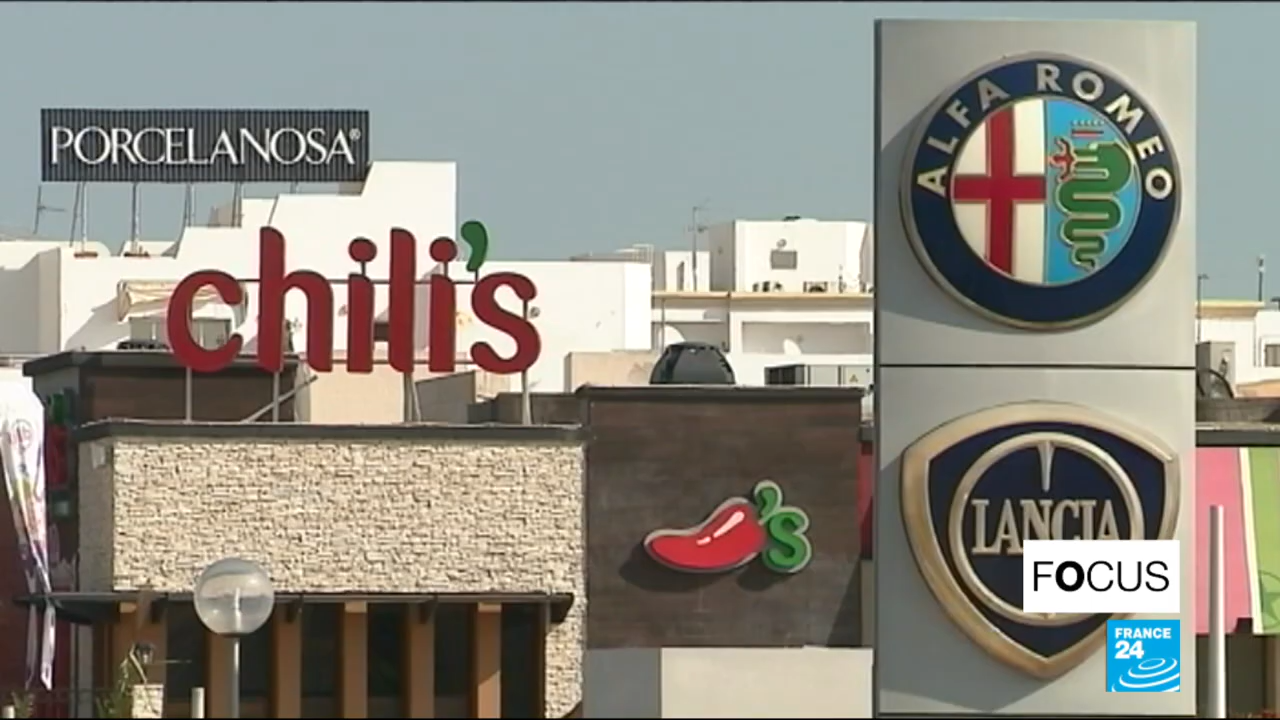 PORCELANOSA®
chili's
's
ALFA ROMEO
LANCIA
FOCUS
FRANCE
24